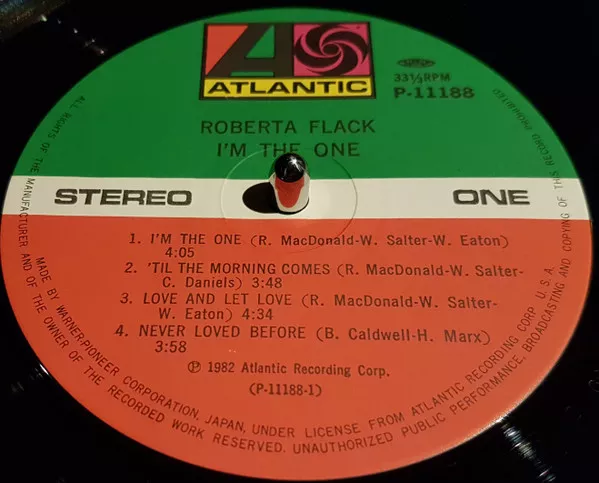 ATLANTIC
33⅓RPM
P-11188
ROBERTA FLACK
I'M THE ONE
STEREO
ONE
1. I'M THE ONE (R. MacDonald-W. Salter-W. Eaton)
4:05
2. 'TIL THE MORNING COMES (R. MacDonald-W. Salter-
C. Daniels) 3:48
3. LOVE AND LET LOVE (R. MacDonald-W. Salter-
W. Eaton) 4:34
4. NEVER LOVED BEFORE (B. Caldwell-H. Marx)
3:58
℗ 1982 Atlantic Recording Corp.
(P-11188-1)
MADE BY WARNER-PIONEER CORPORATION, JAPAN, UNDER LICENSE FROM ATLANTIC RECORDING CORP. U.S.A.
ALL RIGHTS OF THE MANUFACTURER AND OF THE OWNER OF THE RECORDED WORK RESERVED. UNAUTHORIZED PUBLIC PERFORMANCE, BROADCASTING AND COPYING OF THIS RECORD PROHIBITED